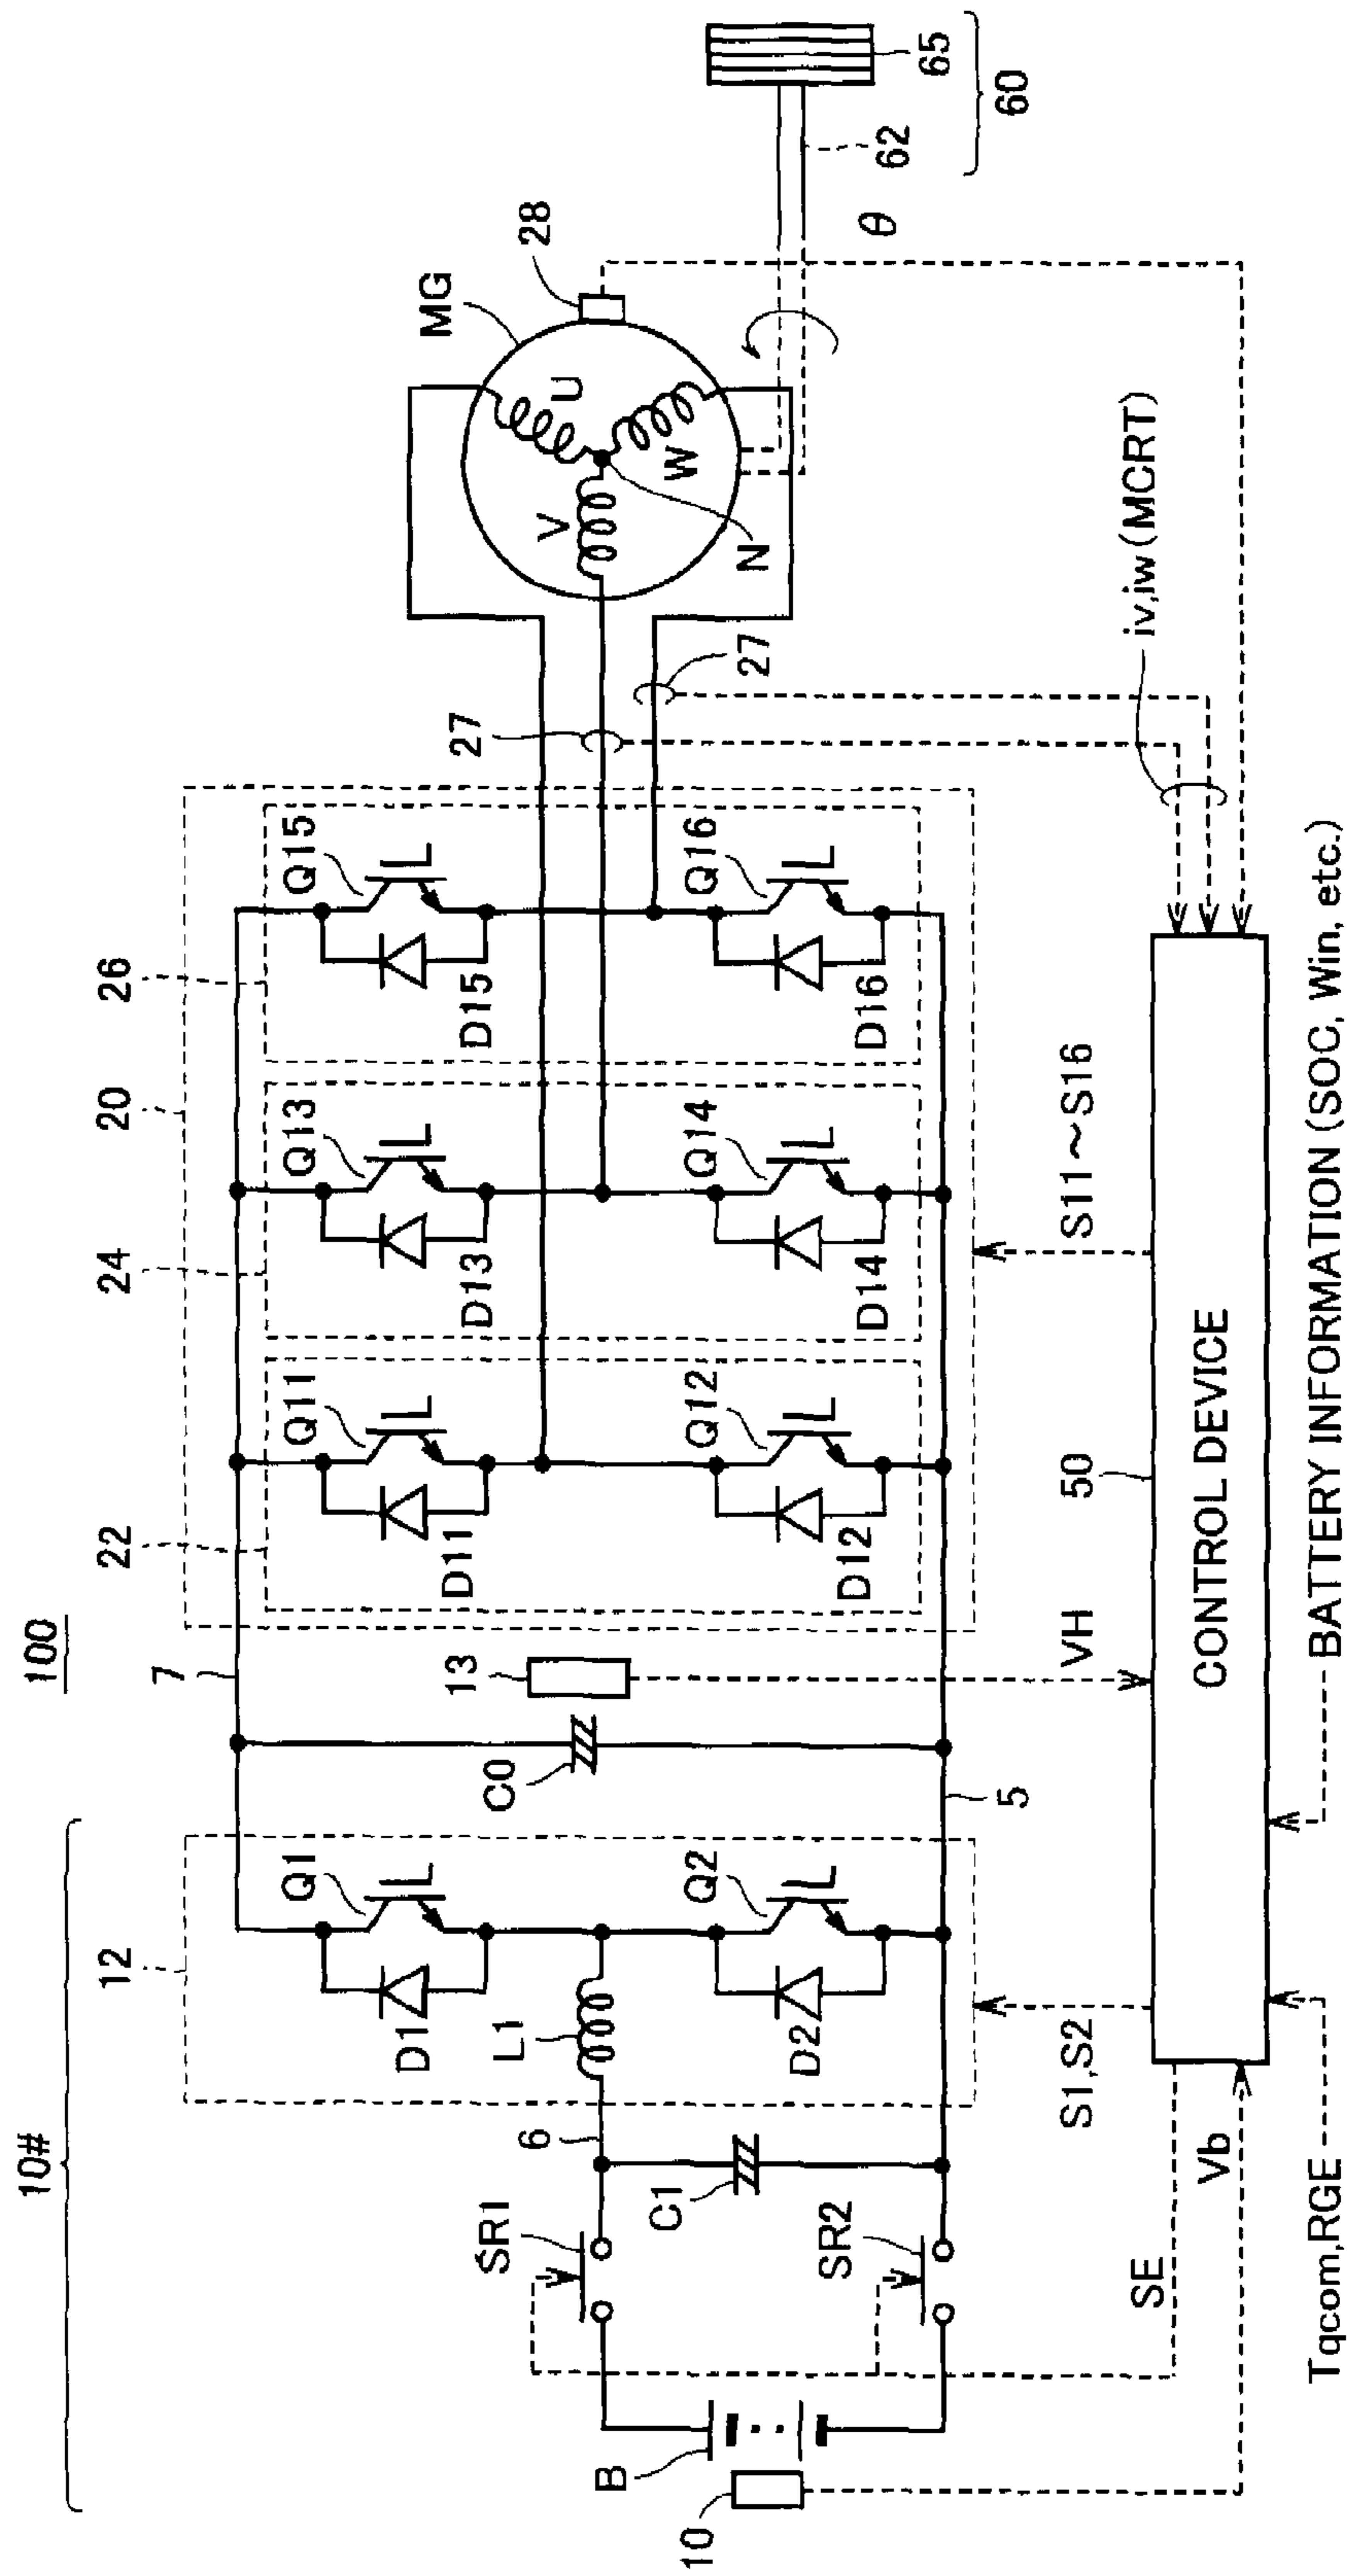 100
10#
12
7
22
24
20
26
Q1
Q11
Q13
Q15
D1
D11
D13
D15
L1
C0
13
27
27
MG
28
U
V
W
N
6
SR1
C1
SR2
B
10
Q2
Q12
Q14
Q16
D2
D12
D14
D16
5
θ
62
65
60
SE
Vb
S1,S2
VH
50
S11~S16
iv,iw(MCRT)
CONTROL DEVICE
Tqcom,RGE
BATTERY INFORMATION (SOC, Win, etc.)